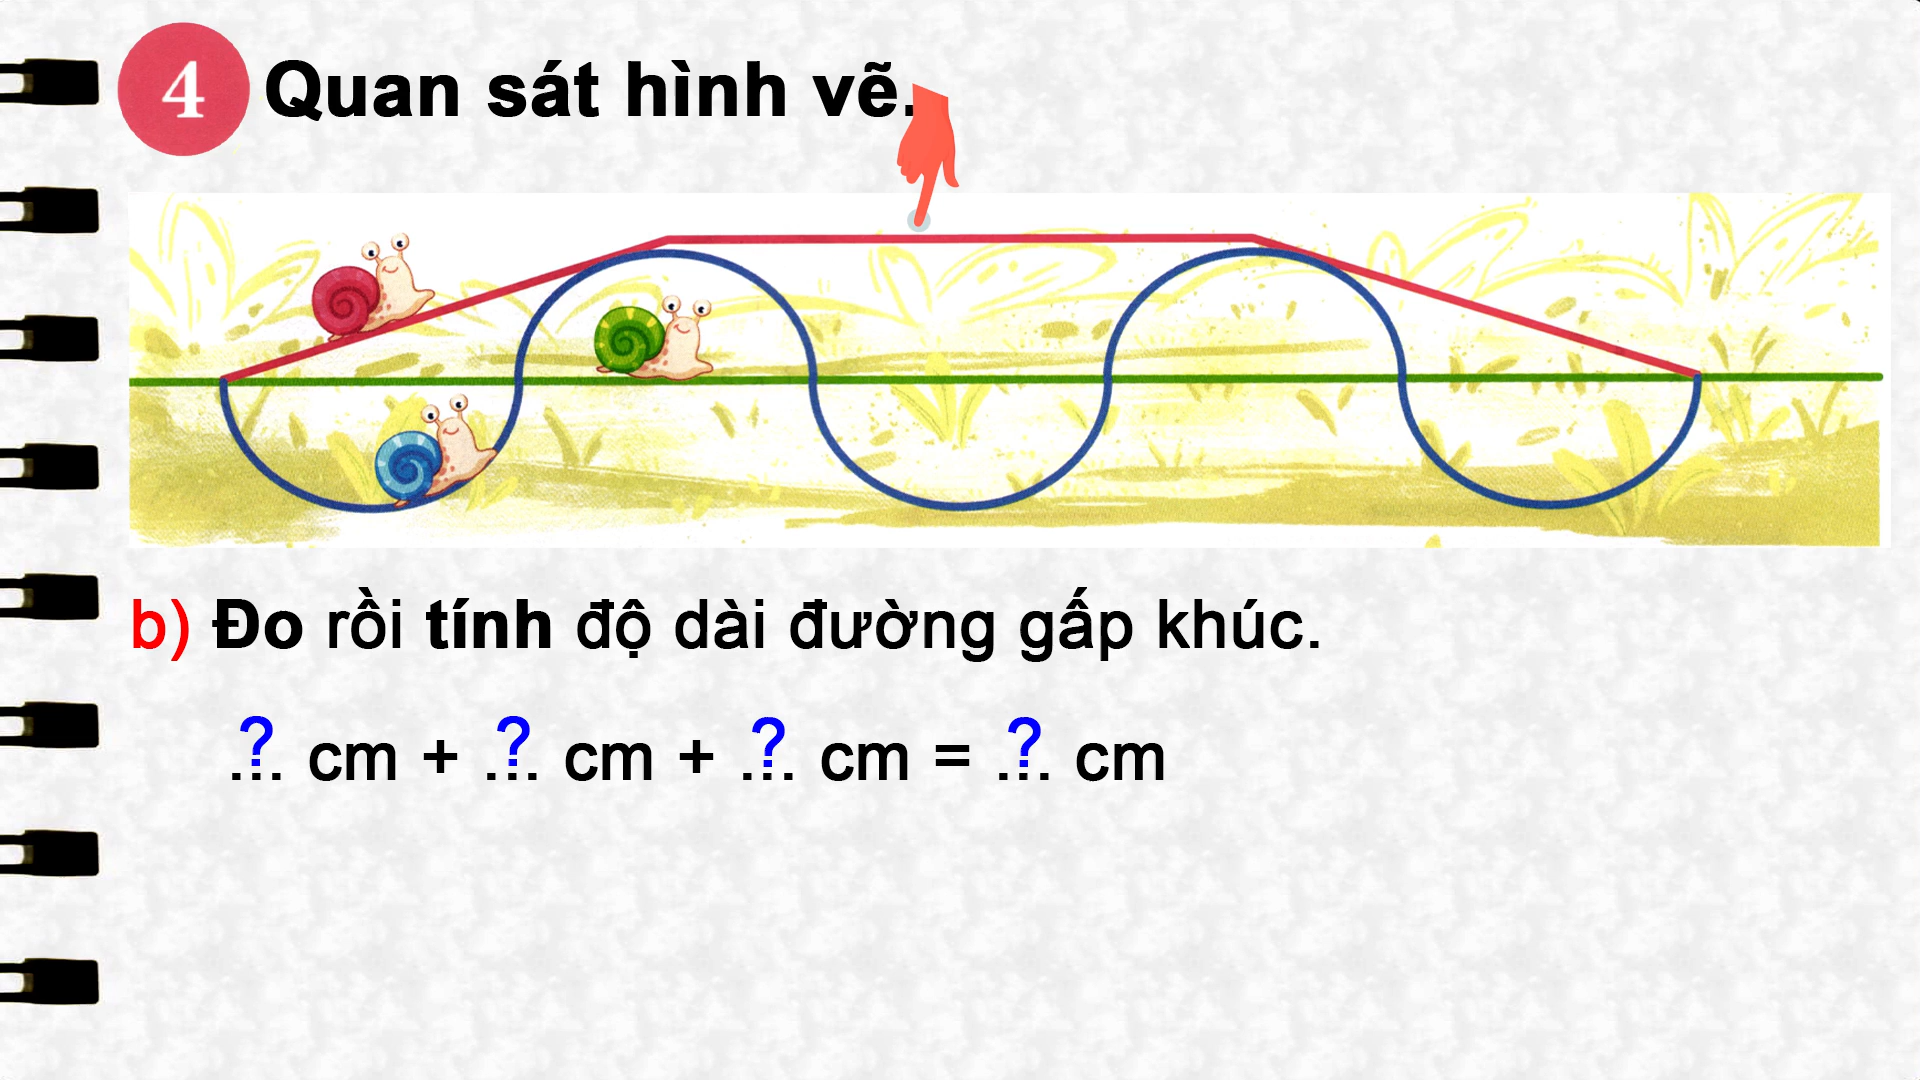 4 Quan sát hình vẽ.
b) Đo rồi tính độ dài đường gấp khúc.
.?. cm + .?. cm + .?. cm = .?. cm